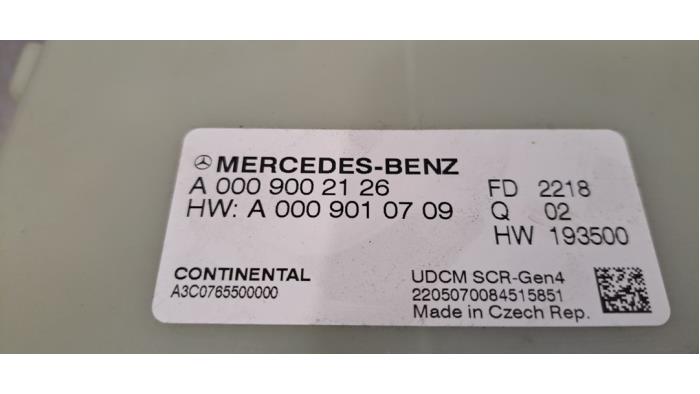 MERCEDES-BENZ
A 000 900 21 26
HW: A 000 901 07 09
FD 2218
Q 02
HW 193500
CONTINENTAL
A3C0765500000
UDCM SCR-Gen4
2205070084515851
Made in Czech Rep.